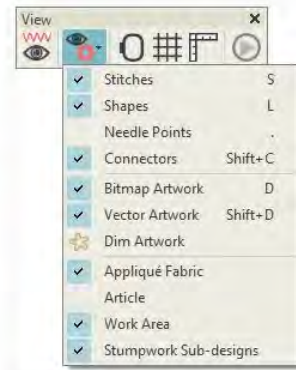 View
Stitches S
Shapes L
Needle Points .
Connectors Shift+C
Bitmap Artwork D
Vector Artwork Shift+D
Dim Artwork
Appliqué Fabric
Article
Work Area
Stumpwork Sub-designs